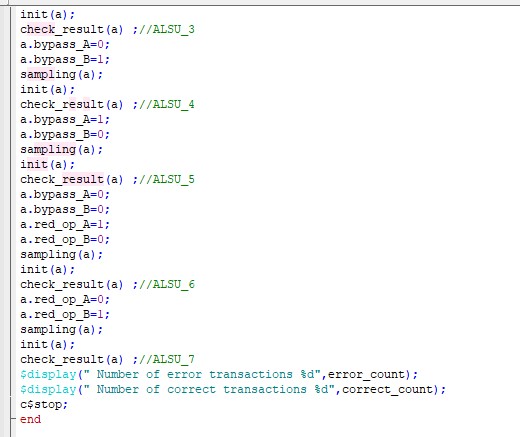 init(a);
check_result(a) ;//ALSU_3
a.bypass_A=0;
a.bypass_B=1;
sampling(a);
init(a);
check_result(a) ;//ALSU_4
a.bypass_A=1;
a.bypass_B=0;
sampling(a);
init(a);
check_result(a) ;//ALSU_5
a.bypass_A=0;
a.bypass_B=0;
a.red_op_A=1;
a.red_op_B=0;
sampling(a);
init(a);
check_result(a) ;//ALSU_6
a.red_op_A=0;
a.red_op_B=1;
sampling(a);
init(a);
check_result(a) ;//ALSU_7
$display(" Number of error transactions %d",error_count);
$display(" Number of correct transactions %d",correct_count);
c$stop;
end